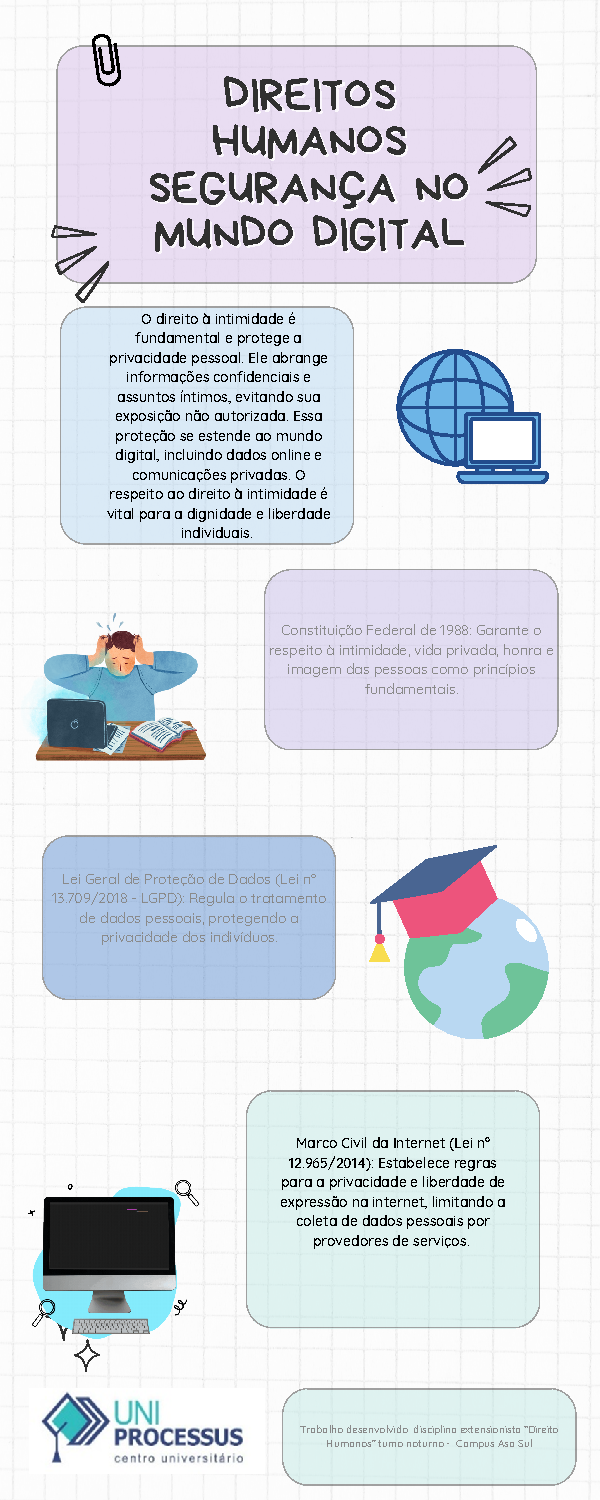 DIREITOS
HUMANOS
SEGURANÇA NO
MUNDO DIGITAL
O direito à intimidade é
fundamental e protege a
privacidade pessoal. Ele abrange
informações confidenciais e
assuntos íntimos, evitando sua
exposição não autorizada. Essa
proteção se estende ao mundo
digital, incluindo dados online e
comunicações privadas. O
respeito ao direito à intimidade é
vital para a dignidade e liberdade
individuais.
Constituição Federal de 1988: Garante o
respeito à intimidade, vida privada, honra e
imagem das pessoas como princípios
fundamentais.
Lei Geral de Proteção de Dados (Lei nº
13.709/2018 - LGPD): Regula o tratamento
de dados pessoais, protegendo a
privacidade dos indivíduos.
Marco Civil da Internet (Lei nº
12.965/2014): Estabelece regras
para a privacidade e liberdade de
expressão na internet, limitando a
coleta de dados pessoais por
provedores de serviços.
UNI
PROCESSUS
centro universitário
Trabalho desenvolvido disciplina extensionista "Direito
Humanos" turno noturno - Campus Asa Sul